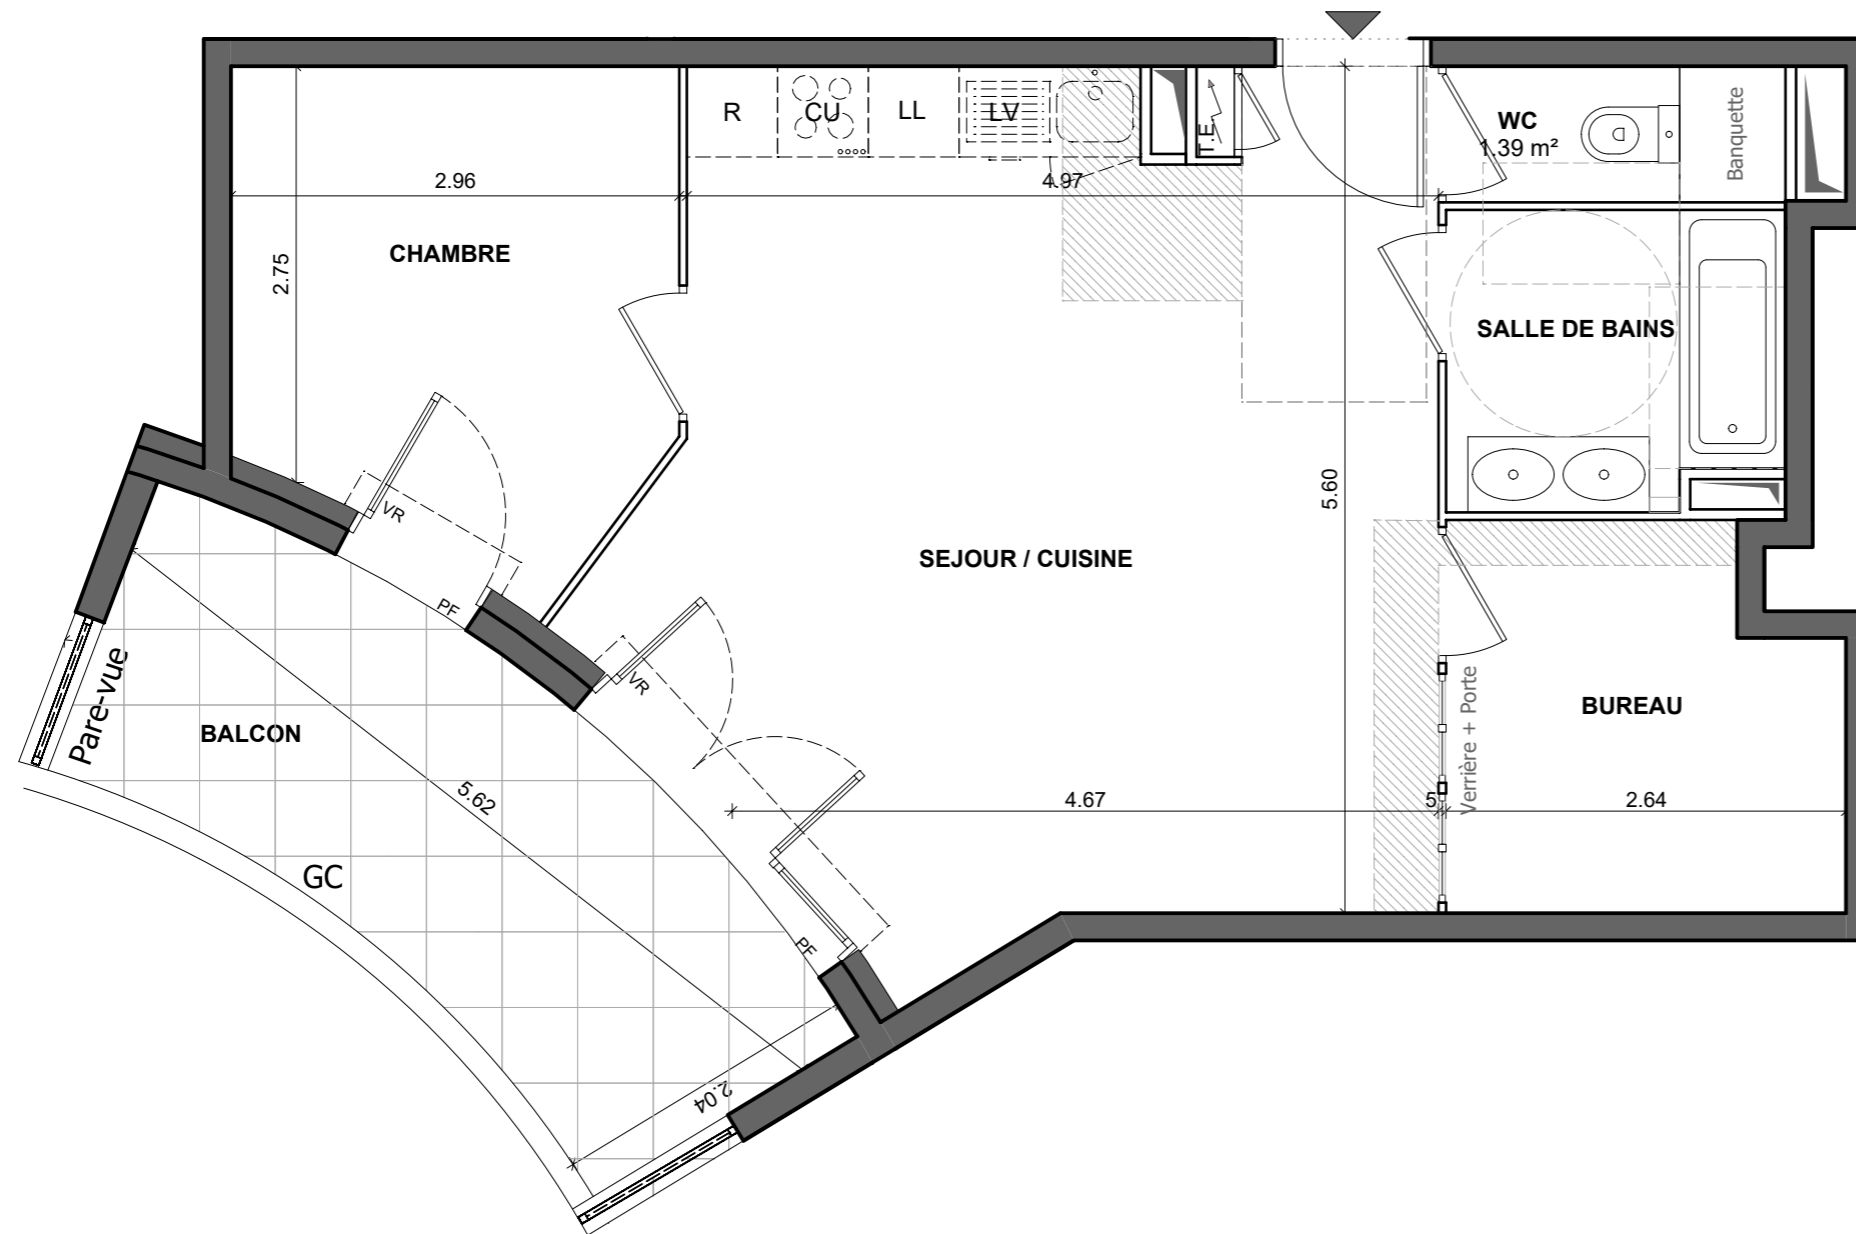 R
CU
LL
LV
T.E.
WC
1.39 m²
Banquette
2.96
4.97
CHAMBRE
2.75
SALLE DE BAINS
5.60
VR
SEJOUR / CUISINE
PF
VR
Pare-vue
BALCON
BUREAU
Verrière + Porte
5.62
4.67
5
2.64
GC
PF
2.04